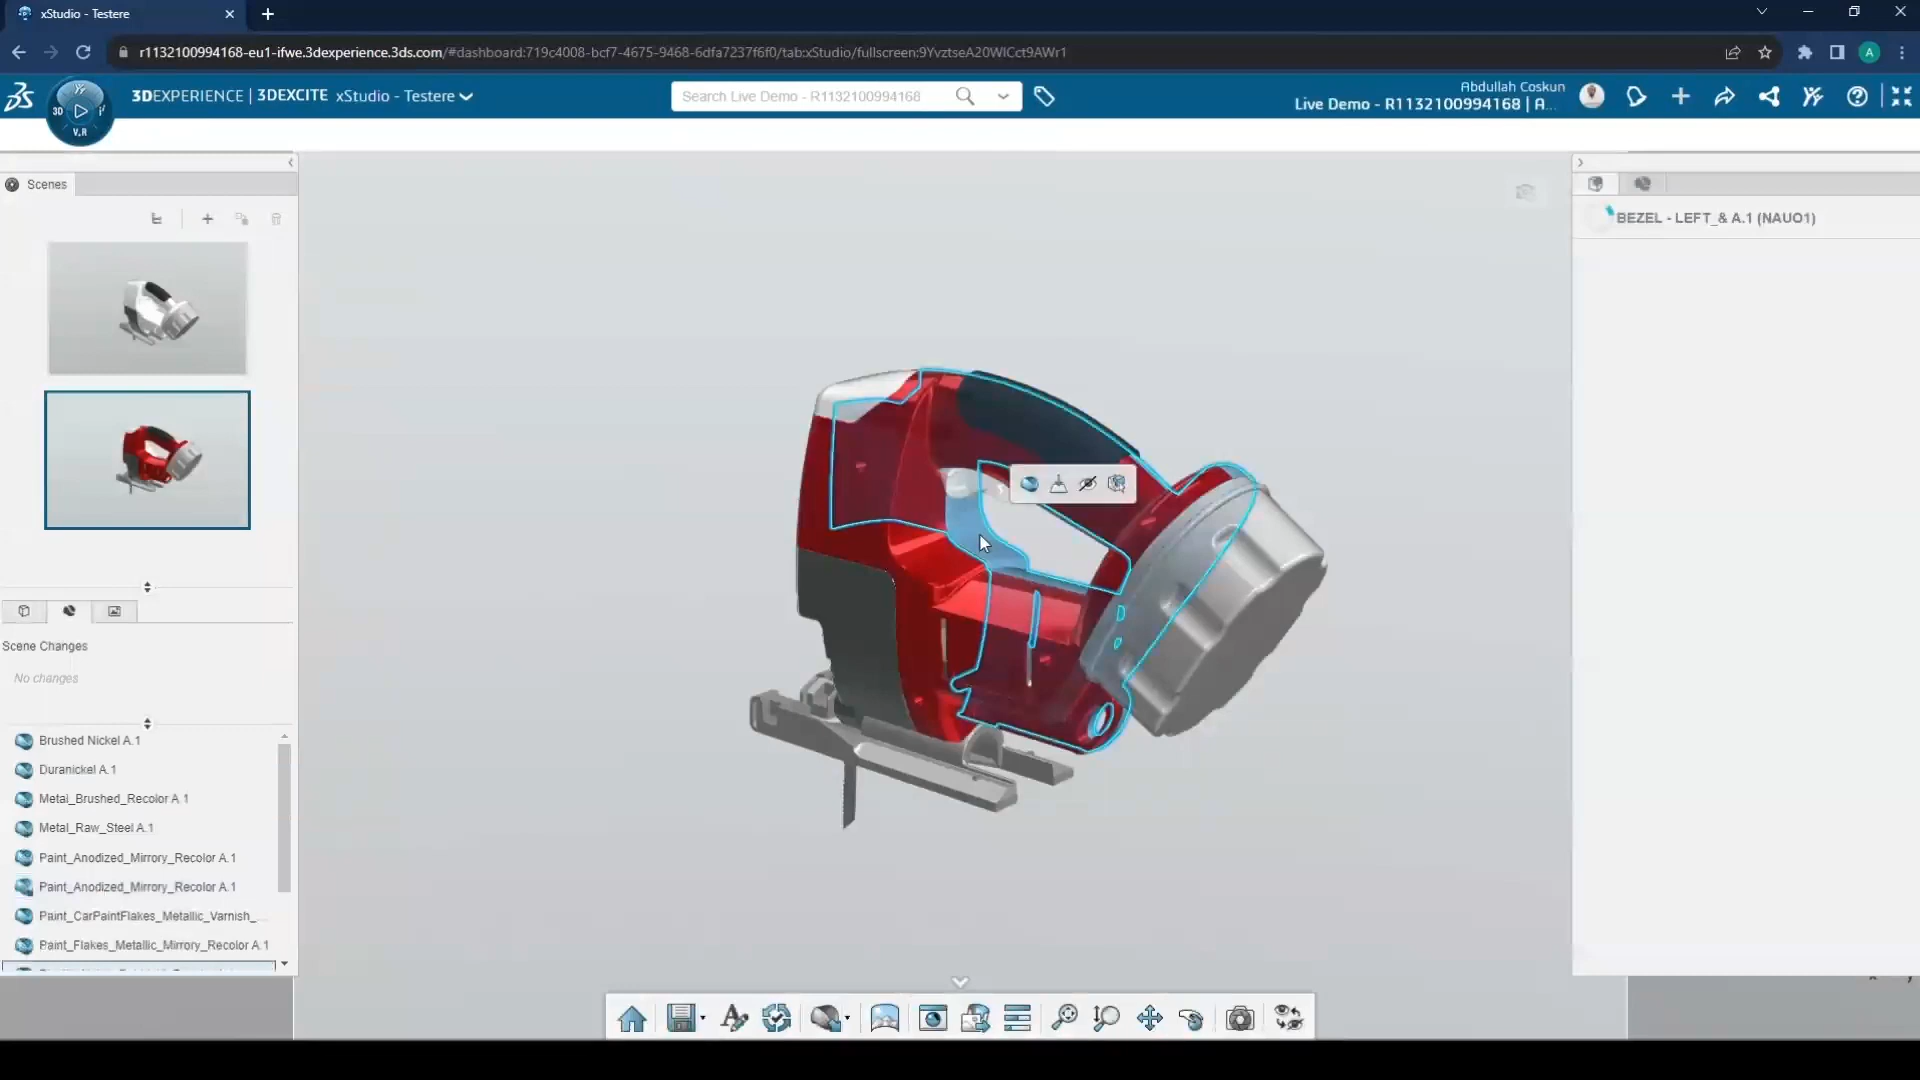 xStudio - Testere
r1132100994168-eu1-ifwe.3dexperience.3ds.com/#dashboard:719c4008-bcf7-4675-9468-6dfa7237f6f0/tab:xStudio/fullscreen:9YvztseA20WlCct9AWr1
A
3D
V.R
3DEXPERIENCE | 3DEXCITE xStudio - Testere
Search Live Demo - R1132100994168
Abdullah Coskun
Live Demo - R1132100994168 | A...
Scenes
BEZEL - LEFT_& A.1 (NAUO1)
Scene Changes
No changes
Brushed Nickel A.1
Duranickel A.1
Metal_Brushed_Recolor A.1
Metal_Raw_Steel A.1
Paint_Anodized_Mirrory_Recolor A.1
Paint_Anodized_Mirrory_Recolor A.1
Paint_CarPaintFlakes_Metallic_Varnish_...
Paint_Flakes_Metallic_Mirrory_Recolor A.1